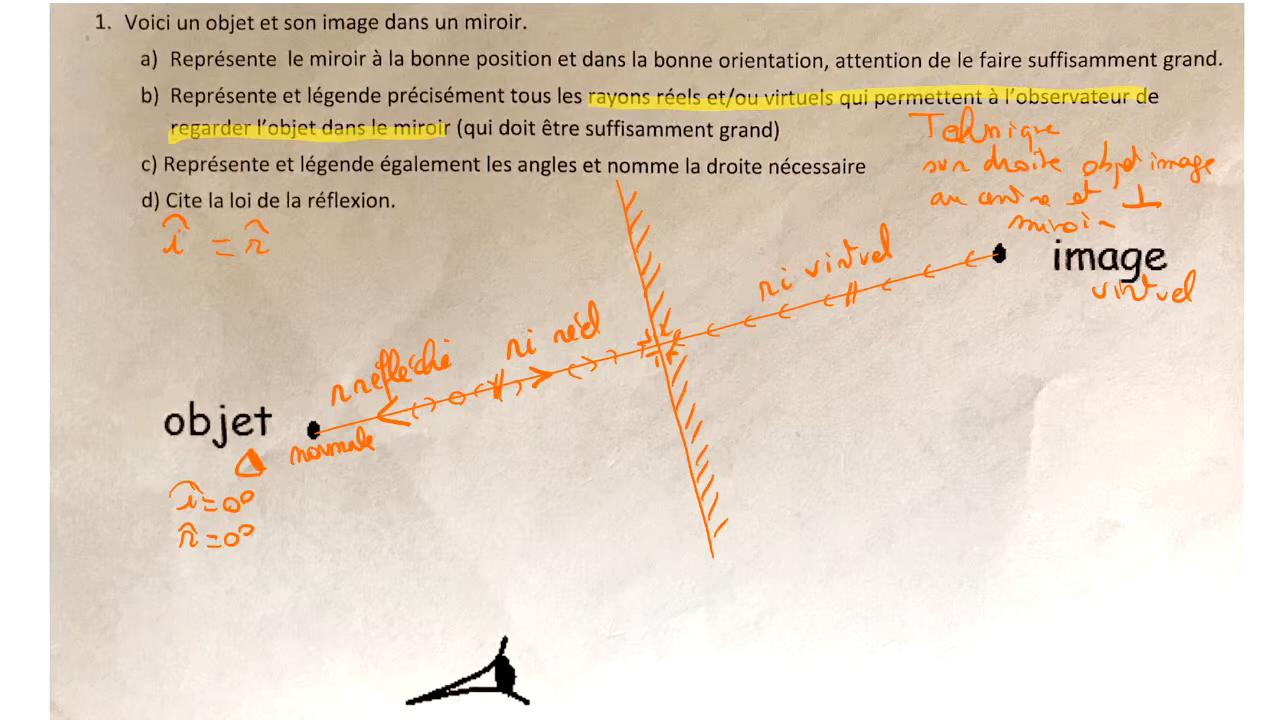 1. Voici un objet et son image dans un miroir.
a) Représente le miroir à la bonne position et dans la bonne orientation, attention de le faire suffisamment grand.
b) Représente et légende précisément tous les rayons réels et/ou virtuels qui permettent à l'observateur de
regarder l'objet dans le miroir (qui doit être suffisamment grand)
Technique
c) Représente et légende également les angles et nomme la droite nécessaire
sur droite objet image
d) Cite la loi de la réflexion.
au centre et ⊥
miroir
î = r̂
image
virtuel
ri virtuel
ri réel
r réfléchi
objet
normale
î = 0°
r̂ = 0°